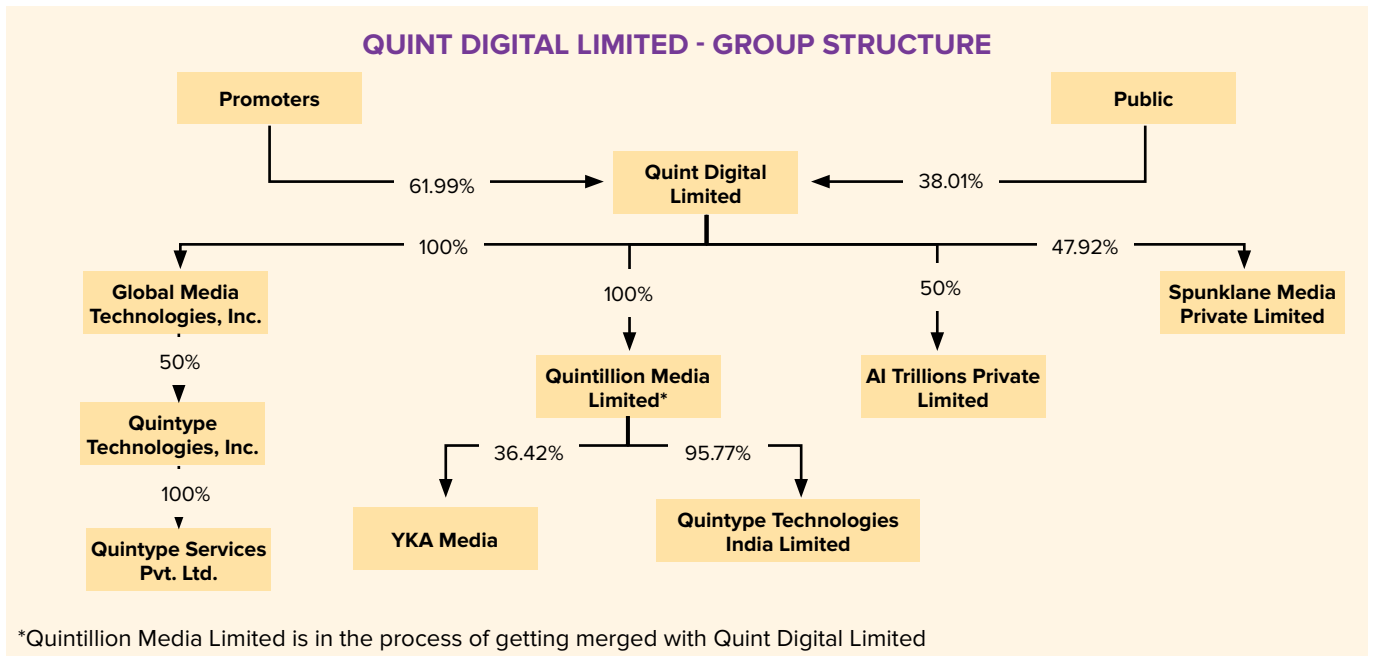 QUINT DIGITAL LIMITED - GROUP STRUCTURE
Promoters
Public
Quint Digital
Limited
61.99%
38.01%
100%
47.92%
Global Media
Technologies, Inc.
100%
50%
Spunklane Media
Private Limited
50%
Quintillion Media
Limited*
AI Trillions Private
Limited
Quintype
Technologies, Inc.
36.42%
95.77%
100%
YKA Media
Quintype Technologies
India Limited
Quintype Services
Pvt. Ltd.
*Quintillion Media Limited is in the process of getting merged with Quint Digital Limited